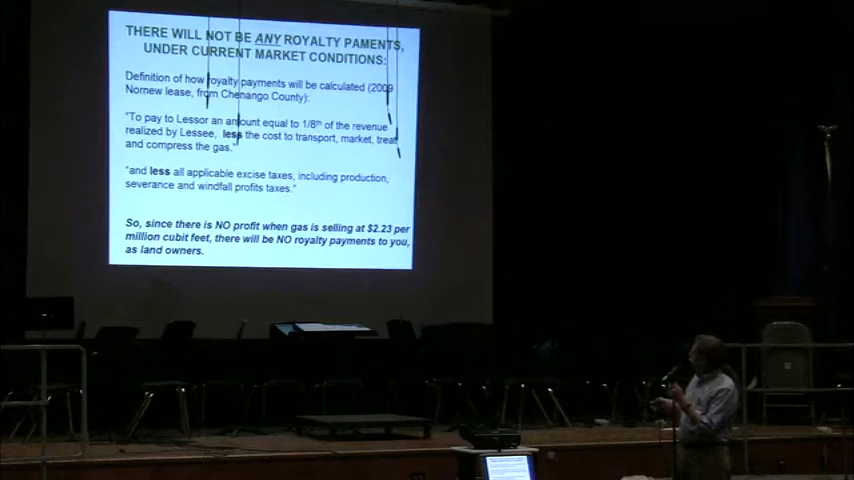 THERE WILL NOT BE ANY ROYALTY PAMENTS,
UNDER CURRENT MARKET CONDITIONS:
Definition of how royalty payments will be calculated (2009
Nornew lease, from Chenango County):
"To pay to Lessor an amount equal to 1/8th of the revenue
realized by Lessee, less the cost to transport, market, treat
and compress the gas."
"and less all applicable excise taxes, including production,
severance and windfall profits taxes."
So, since there is NO profit when gas is selling at $2.23 per
million cubit feet, there will be NO royalty payments to you,
as land owners.